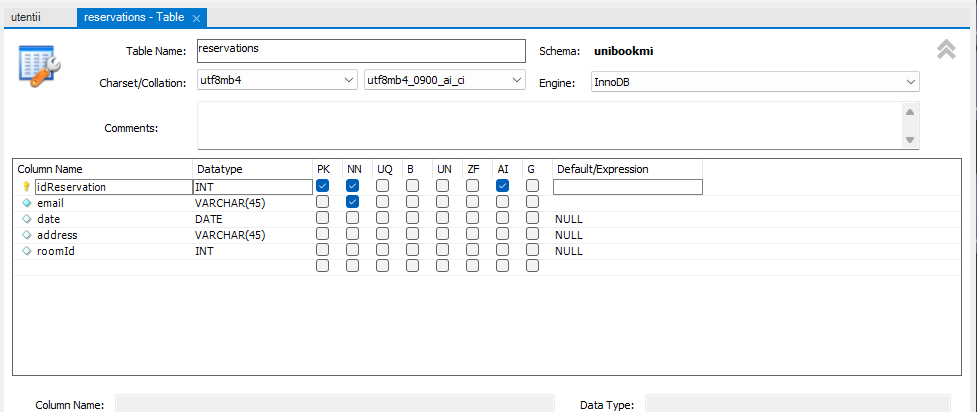 utentii reservations - Table ×
Table Name: reservations Schema: unibookmi
Charset/Collation: utf8mb4 utf8mb4_0900_ai_ci Engine: InnoDB
Comments:
Column Name Datatype PK NN UQ B UN ZF AI G Default/Expression
idReservation INT
email VARCHAR(45)
date DATE NULL
address VARCHAR(45) NULL
roomId INT NULL
Column Name: Data Type: